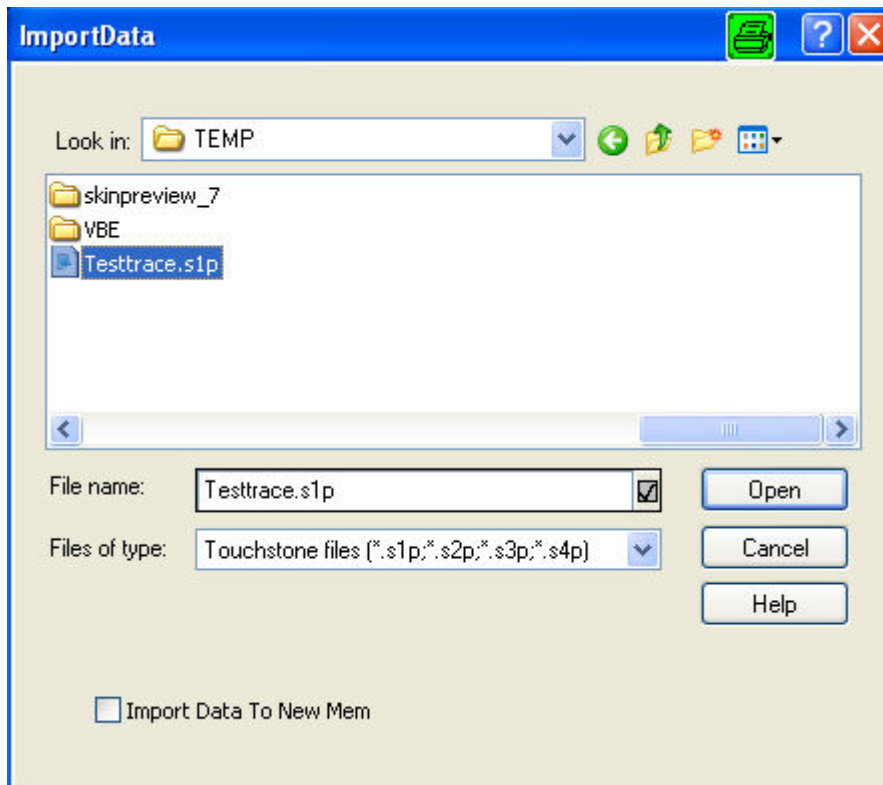 ImportData
Look in: TEMP
skinpreview_7
VBE
Testtrace.s1p
File name: Testtrace.s1p Open
Files of type: Touchstone files (*.s1p;*.s2p;*.s3p;*.s4p) Cancel
Help
Import Data To New Mem